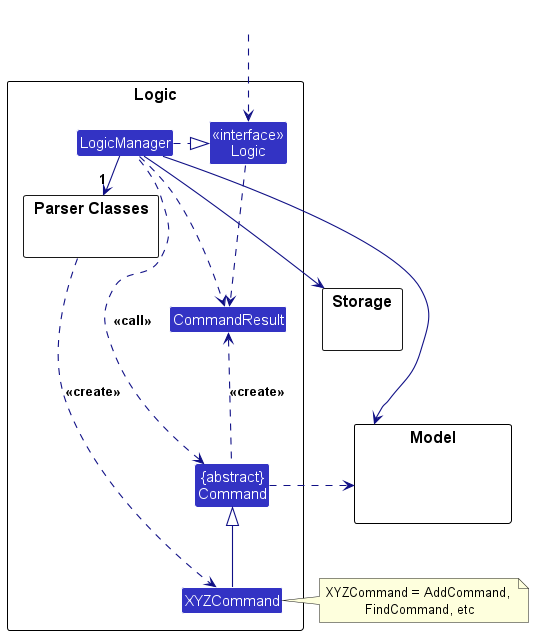 Logic
LogicManager
«interface»
Logic
1
Parser Classes
Storage
CommandResult
«call»
«create»
«create»
Model
{abstract}
Command
XYZCommand
XYZCommand = AddCommand,
FindCommand, etc